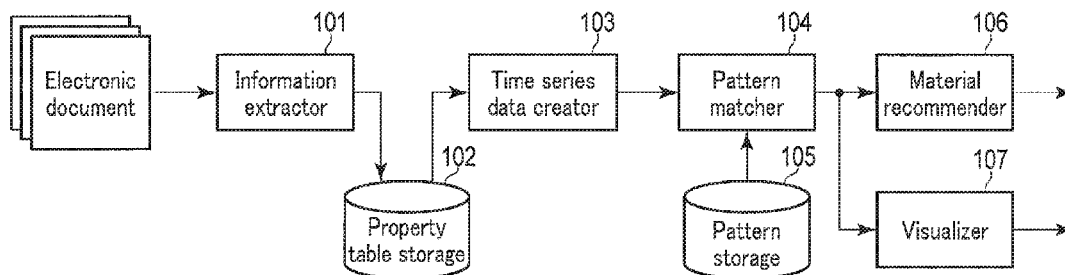 101
103
104
106
Electronic
document
Information
extractor
Time series
data creator
Pattern
matcher
Material
recommender
102
105
107
Property
table storage
Pattern
storage
Visualizer